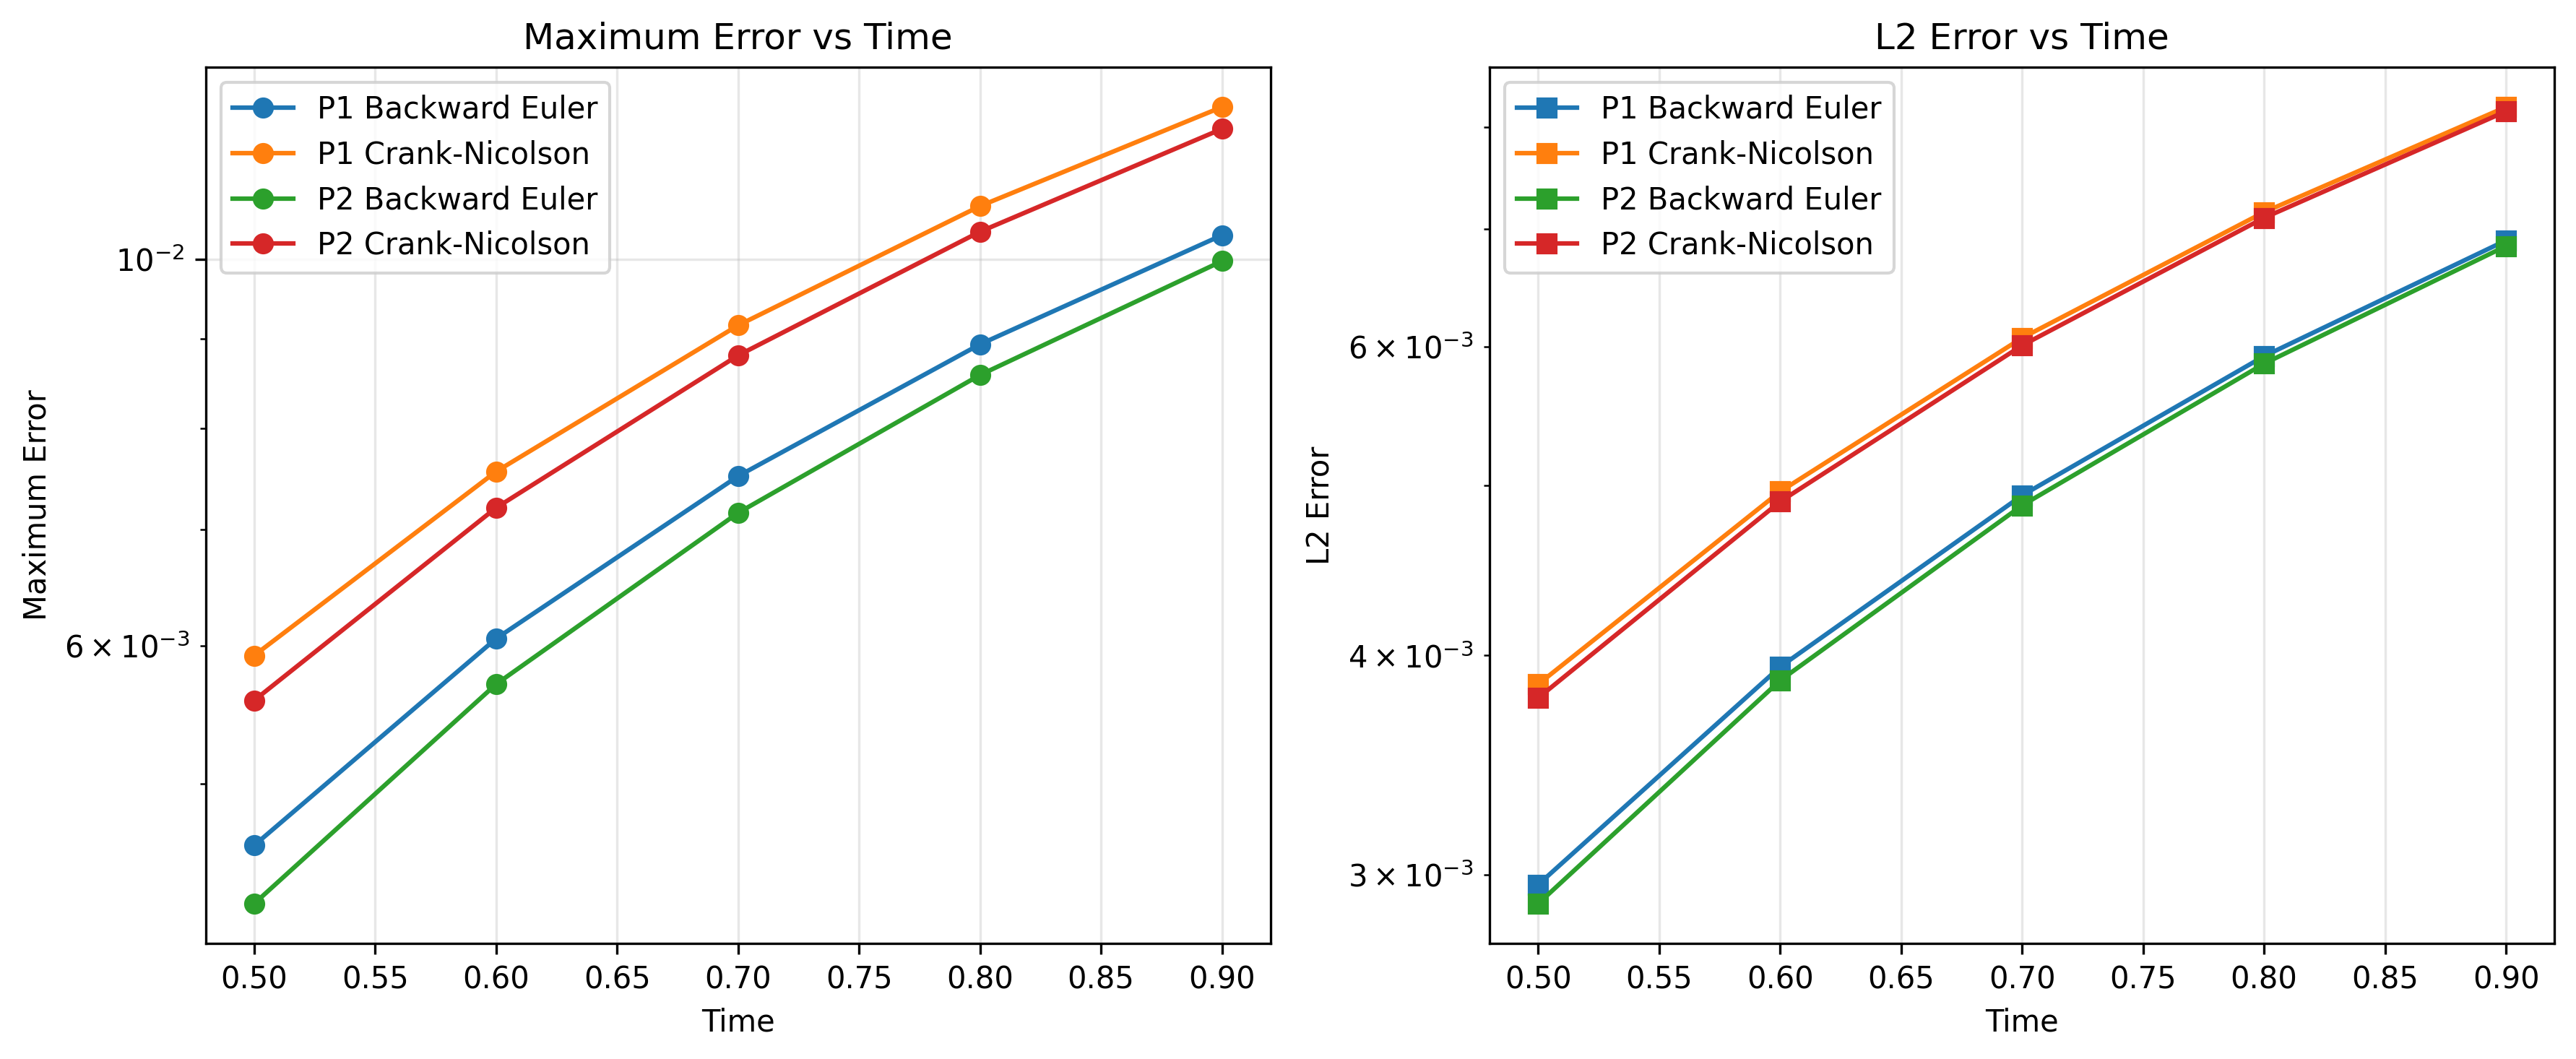 Maximum Error vs Time
P1 Backward Euler
P1 Crank-Nicolson
P2 Backward Euler
P2 Crank-Nicolson
Maximum Error
10⁻²
6 × 10⁻³
0.50 0.55 0.60 0.65 0.70 0.75 0.80 0.85 0.90
Time
L2 Error vs Time
P1 Backward Euler
P1 Crank-Nicolson
P2 Backward Euler
P2 Crank-Nicolson
L2 Error
6 × 10⁻³
4 × 10⁻³
3 × 10⁻³
0.50 0.55 0.60 0.65 0.70 0.75 0.80 0.85 0.90
Time